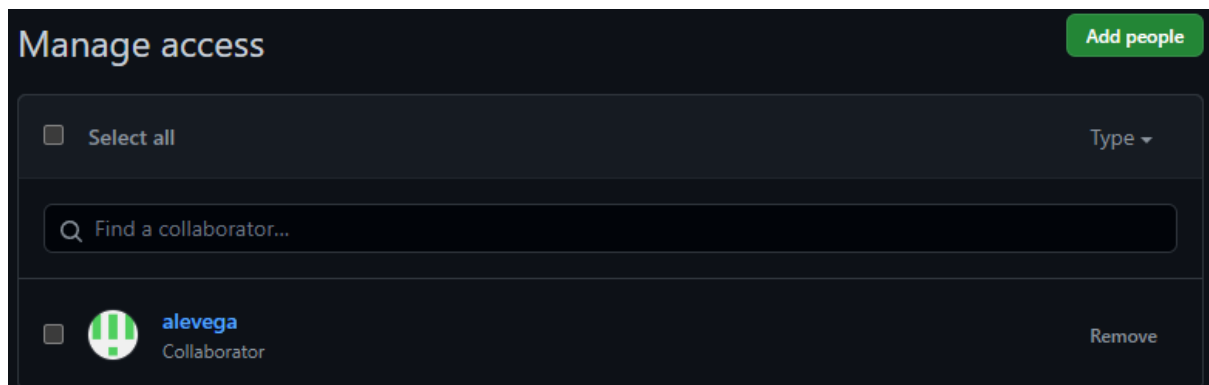 Manage access
Add people
Select all
Type
Find a collaborator...
alevega
Collaborator
Remove